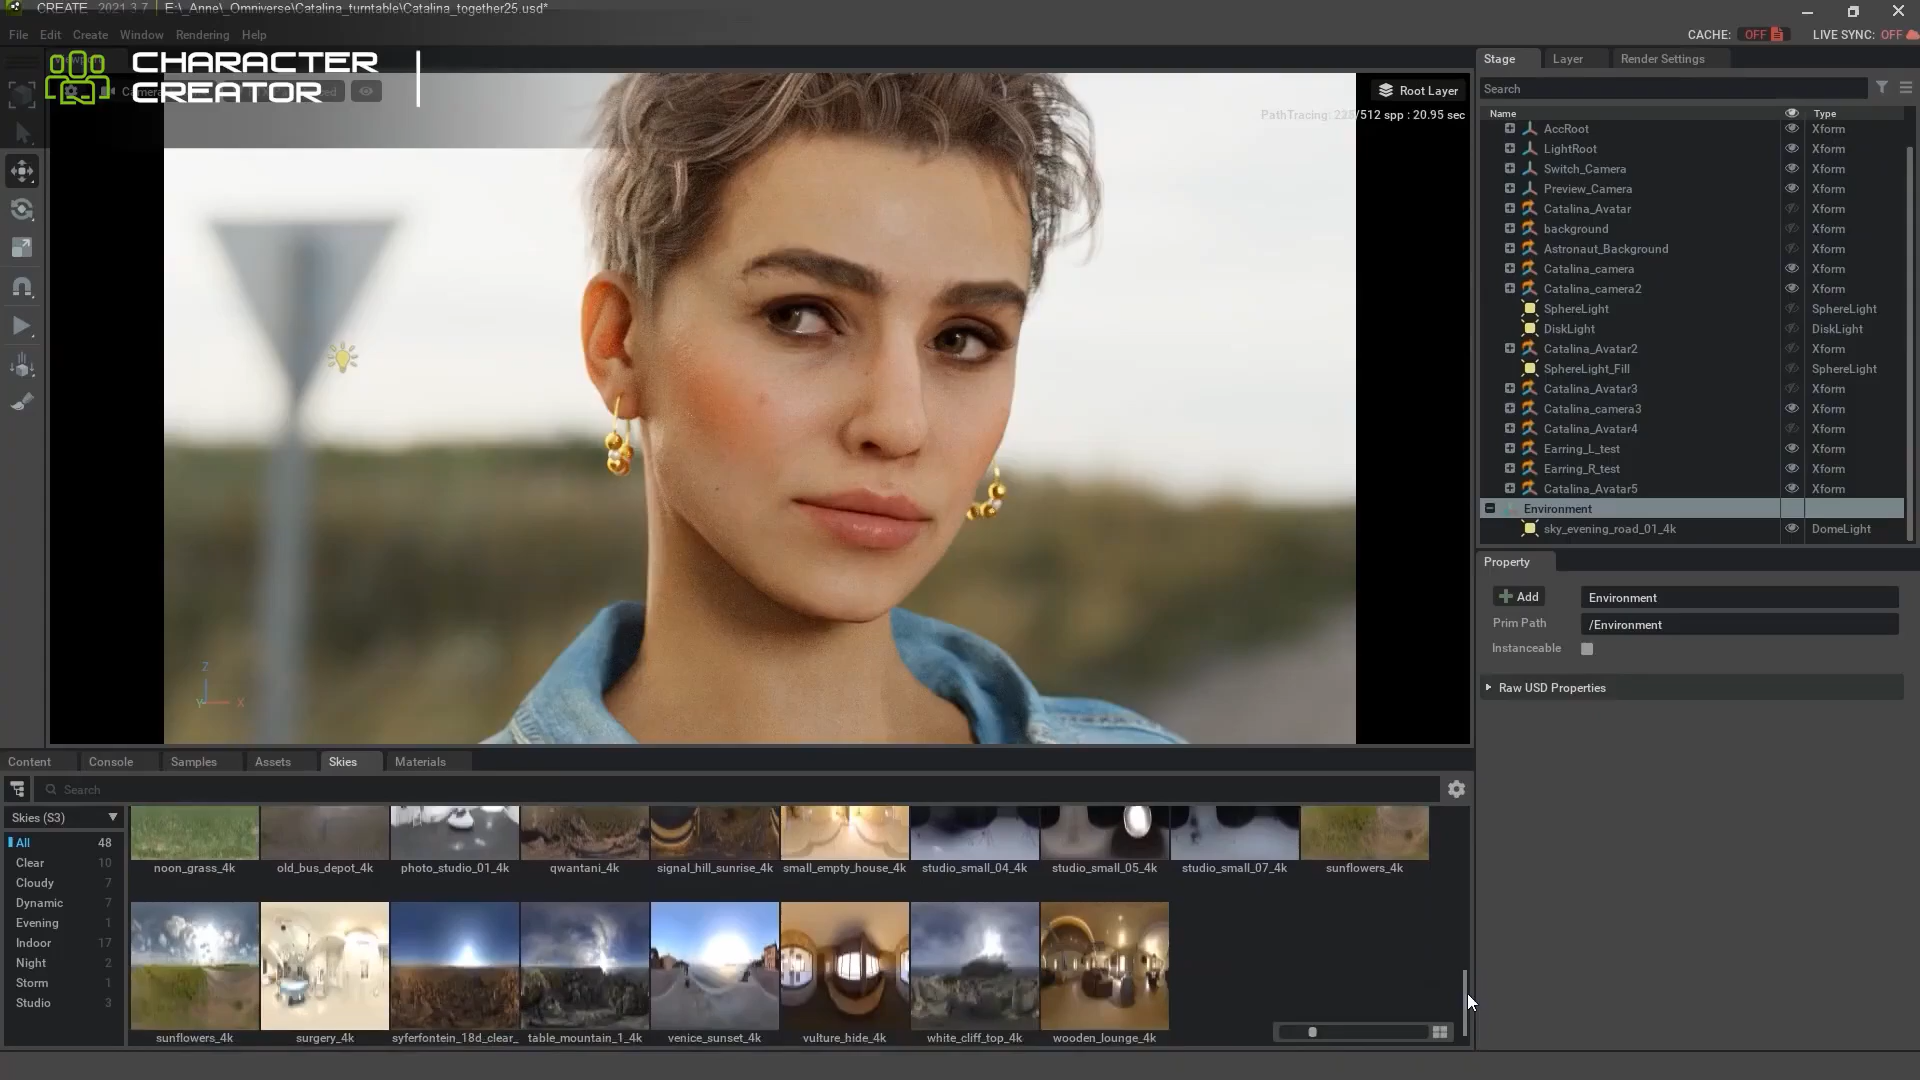 CREATE 2021.3.7 E:\_Anne\_Omniverse\Catalina_turntable\Catalina_together25.usd*
File Edit Create Window Rendering Help
CACHE: OFF LIVE SYNC: OFF
CHARACTER
CREATOR
Root Layer
/512 spp : 20.95 sec
Z
Y X
Stage Layer Render Settings
Search
Name Type
AccRoot Xform
LightRoot Xform
Switch_Camera Xform
Preview_Camera Xform
Catalina_Avatar Xform
background Xform
Astronaut_Background Xform
Catalina_camera Xform
Catalina_camera2 Xform
SphereLight SphereLight
DiskLight DiskLight
Catalina_Avatar2 Xform
SphereLight_Fill SphereLight
Catalina_Avatar3 Xform
Catalina_camera3 Xform
Catalina_Avatar4 Xform
Earring_L_test Xform
Earring_R_test Xform
Catalina_Avatar5 Xform
Environment
sky_evening_road_01_4k DomeLight
Property
Add Environment
Prim Path /Environment
Instanceable
Raw USD Properties
Content Console Samples Assets Skies Materials
Search
Skies (S3)
All 48
Clear 10
Cloudy 7
Dynamic 7
Evening 1
Indoor 17
Night 2
Storm 1
Studio 3
noon_grass_4k old_bus_depot_4k photo_studio_01_4k qwantani_4k signal_hill_sunrise_4k small_empty_house_4k studio_small_04_4k studio_small_05_4k studio_small_07_4k sunflowers_4k
sunflowers_4k surgery_4k syferfontein_18d_clear_ table_mountain_1_4k venice_sunset_4k vulture_hide_4k white_cliff_top_4k wooden_lounge_4k